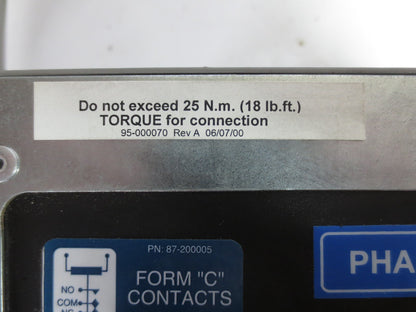 Do not exceed 25 N.m. (18 lb.ft.)
TORQUE for connection
95-000070 Rev A 06/07/00
PN: 87-200005
FORM "C"
CONTACTS
NO
COM
PHA